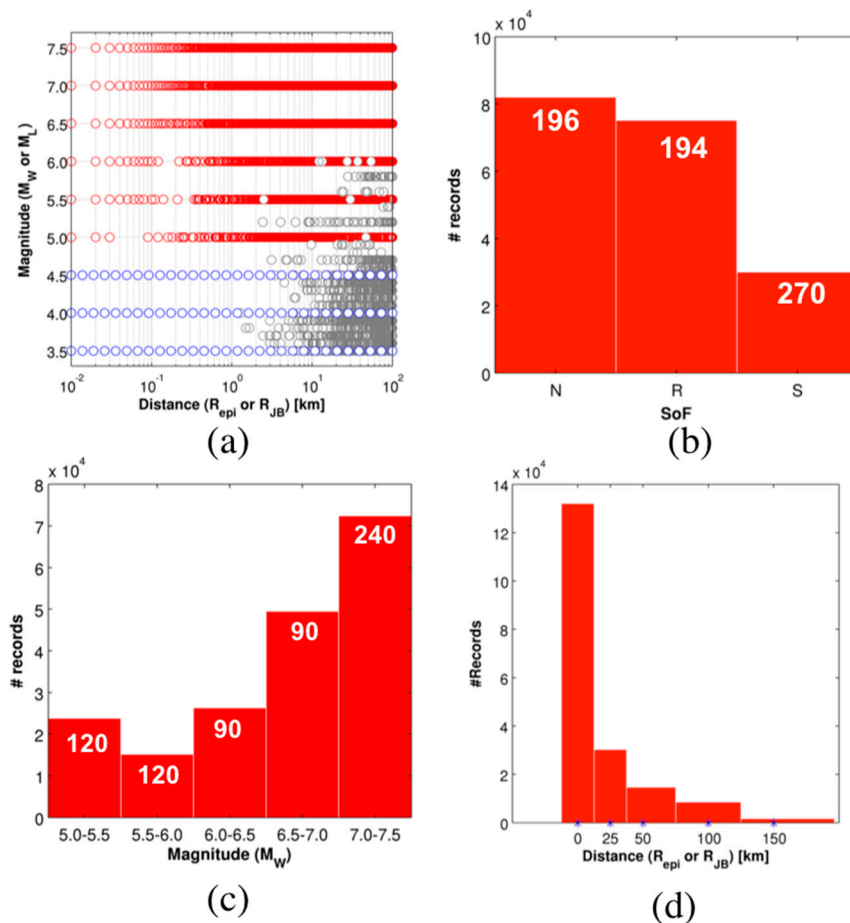 7.5
7.0
6.5
6.0
5.5
5.0
4.5
4.0
3.5
Magnitude (M_W or M_L)
10^-2 10^-1 10^0 10^1 10^2
Distance (R_epi or R_JB) [km]
(a)
x 10^4
10
8
6
4
2
0
# records
196
194
270
N R S
SoF
(b)
x 10^4
8
7
6
5
4
3
2
1
0
# records
120
120
90
90
240
5.0-5.5 5.5-6.0 6.0-6.5 6.5-7.0 7.0-7.5
Magnitude (M_W)
(c)
x 10^4
14
12
10
8
6
4
2
0
#Records
0 25 50 100 150
Distance (R_epi or R_JB) [km]
(d)